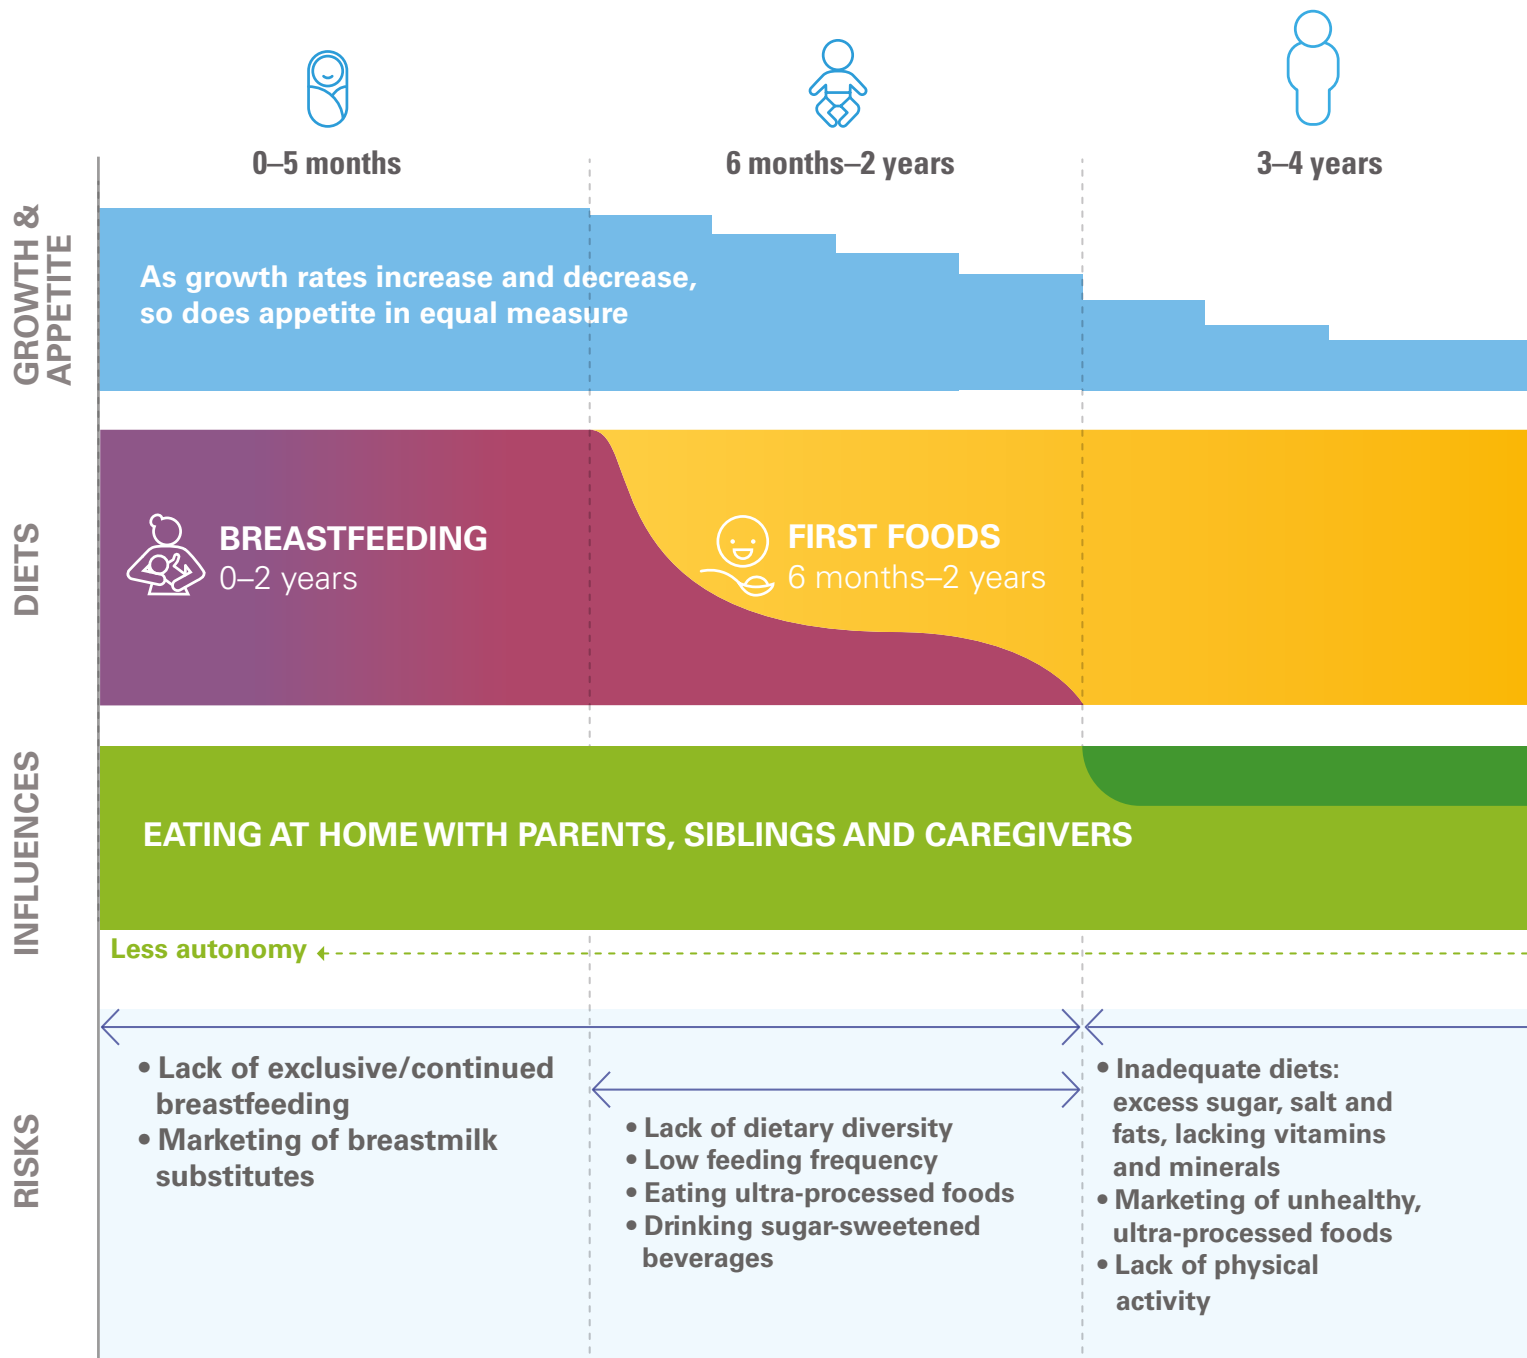 0–5 months
6 months–2 years
3–4 years
GROWTH &
APPETITE
As growth rates increase and decrease,
so does appetite in equal measure
DIETS
BREASTFEEDING
0–2 years
FIRST FOODS
6 months–2 years
INFLUENCES
EATING AT HOME WITH PARENTS, SIBLINGS AND CAREGIVERS
Less autonomy
RISKS
• Lack of exclusive/continued
breastfeeding
• Marketing of breastmilk
substitutes
• Lack of dietary diversity
• Low feeding frequency
• Eating ultra-processed foods
• Drinking sugar-sweetened
beverages
• Inadequate diets:
excess sugar, salt and
fats, lacking vitamins
and minerals
• Marketing of unhealthy,
ultra-processed foods
• Lack of physical
activity